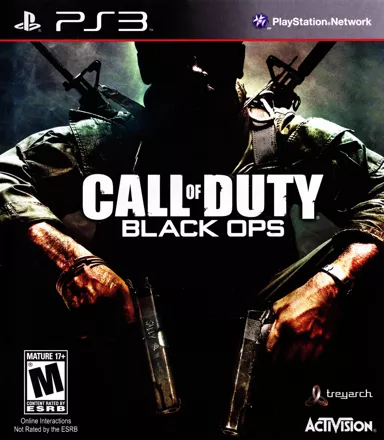 PS3
PlayStation®Network
CALL OF DUTY
BLACK OPS
MATURE 17+
M
CONTENT RATED BY
ESRB
Online Interactions
Not Rated by the ESRB
treyarch
ACTIVISION